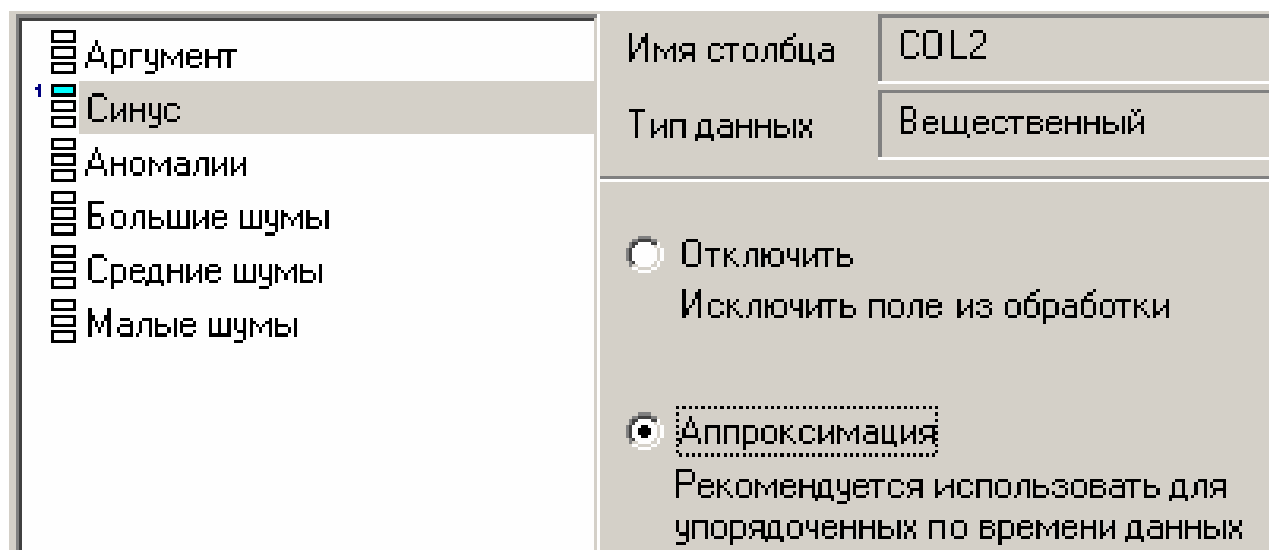 Аргумент
1 Синус
Аномалии
Большие шумы
Средние шумы
Малые шумы
Имя столбца COL2
Тип данных Вещественный
Отключить
Исключить поле из обработки
Аппроксимация
Рекомендуется использовать для
упорядоченных по времени данных